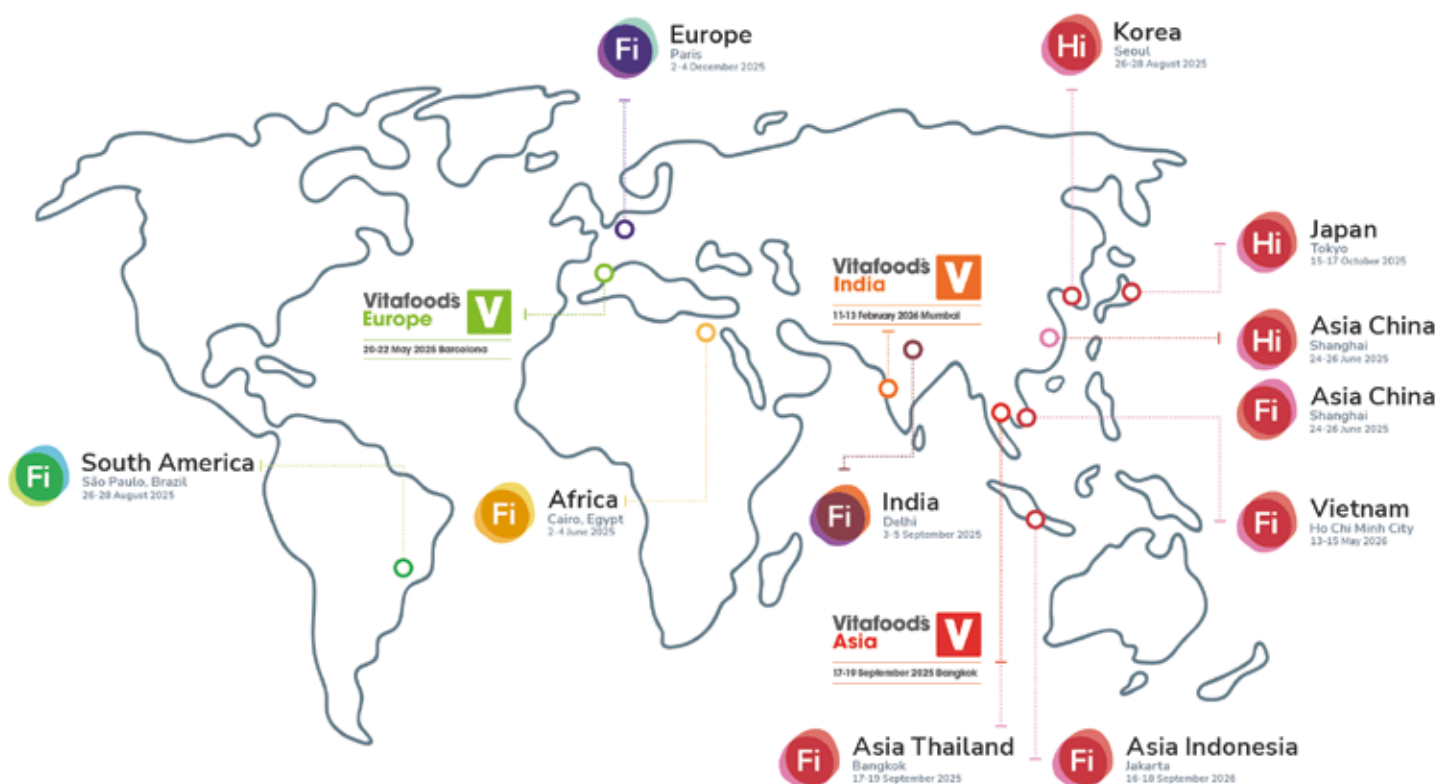 Fi
Europe
Paris
2-4 December 2025
Hi
Korea
Seoul
26-28 August 2025
Hi
Japan
Tokyo
15-17 October 2025
Vitafoods
India
V
11-13 February 2026 Mumbai
Vitafoods
Europe
V
20-22 May 2025 Barcelona
Hi
Asia China
Shanghai
24-26 June 2025
Fi
Asia China
Shanghai
24-26 June 2025
Fi
South America
São Paulo, Brazil
26-28 August 2025
Fi
Africa
Cairo, Egypt
2-4 June 2025
Fi
India
Delhi
3-5 September 2025
Fi
Vietnam
Ho Chi Minh City
13-15 May 2026
Vitafoods
Asia
V
17-19 September 2025 Bangkok
Fi
Asia Thailand
Bangkok
17-19 September 2025
Fi
Asia Indonesia
Jakarta
16-18 September 2026